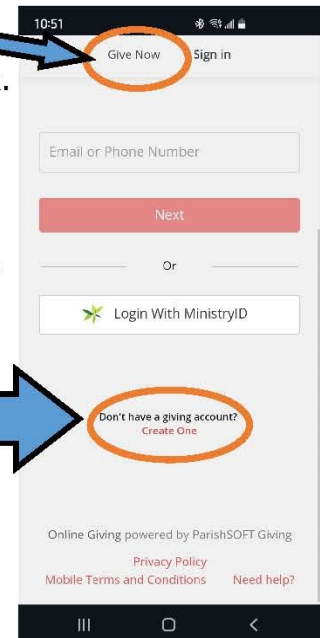 10:51
Give Now Sign in
Email or Phone Number
Next
Or
Login With MinistryID
Don't have a giving account?
Create One
Online Giving powered by ParishSOFT Giving
Privacy Policy
Mobile Terms and Conditions Need help?